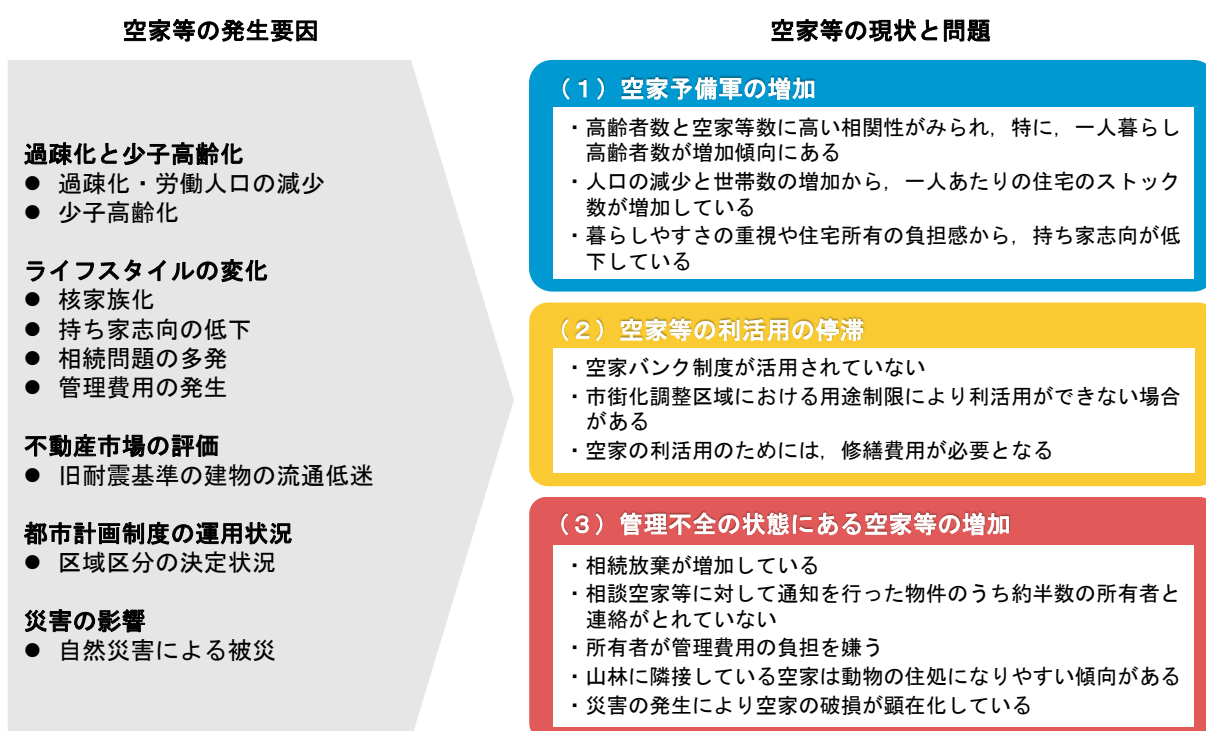 空家等の発生要因
過疎化と少子高齢化
● 過疎化・労働人口の減少
● 少子高齢化
ライフスタイルの変化
● 核家族化
● 持ち家志向の低下
● 相続問題の多発
● 管理費用の発生
不動産市場の評価
● 旧耐震基準の建物の流通低迷
都市計画制度の運用状況
● 区域区分の決定状況
災害の影響
● 自然災害による被災
空家等の現状と問題
（１）空家予備軍の増加
・高齢者数と空家等数に高い相関性がみられ，特に，一人暮らし
高齢者数が増加傾向にある
・人口の減少と世帯数の増加から，一人あたりの住宅のストック
数が増加している
・暮らしやすさの重視や住宅所有の負担感から，持ち家志向が低
下している
（２）空家等の利活用の停滞
・空家バンク制度が活用されていない
・市街化調整区域における用途制限により利活用ができない場合
がある
・空家の利活用のためには，修繕費用が必要となる
（３）管理不全の状態にある空家等の増加
・相続放棄が増加している
・相談空家等に対して通知を行った物件のうち約半数の所有者と
連絡がとれていない
・所有者が管理費用の負担を嫌う
・山林に隣接している空家は動物の住処になりやすい傾向がある
・災害の発生により空家の破損が顕在化している